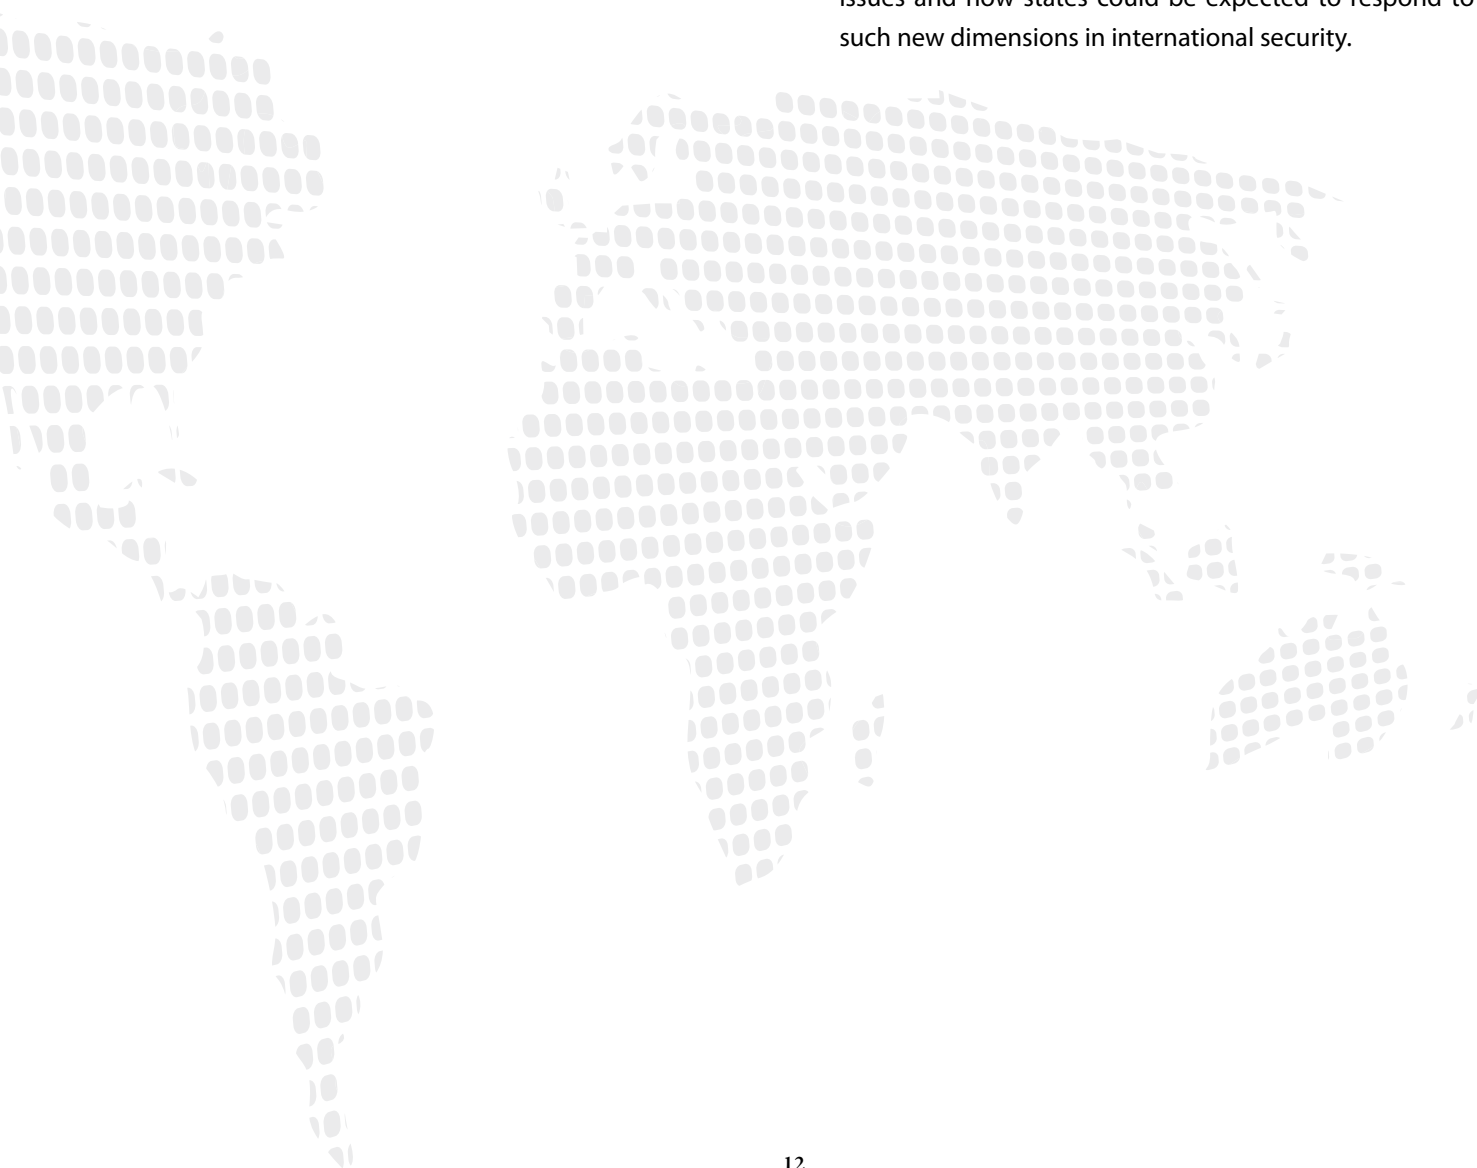 issues and how states could be expected to respond to
such new dimensions in international security.
12